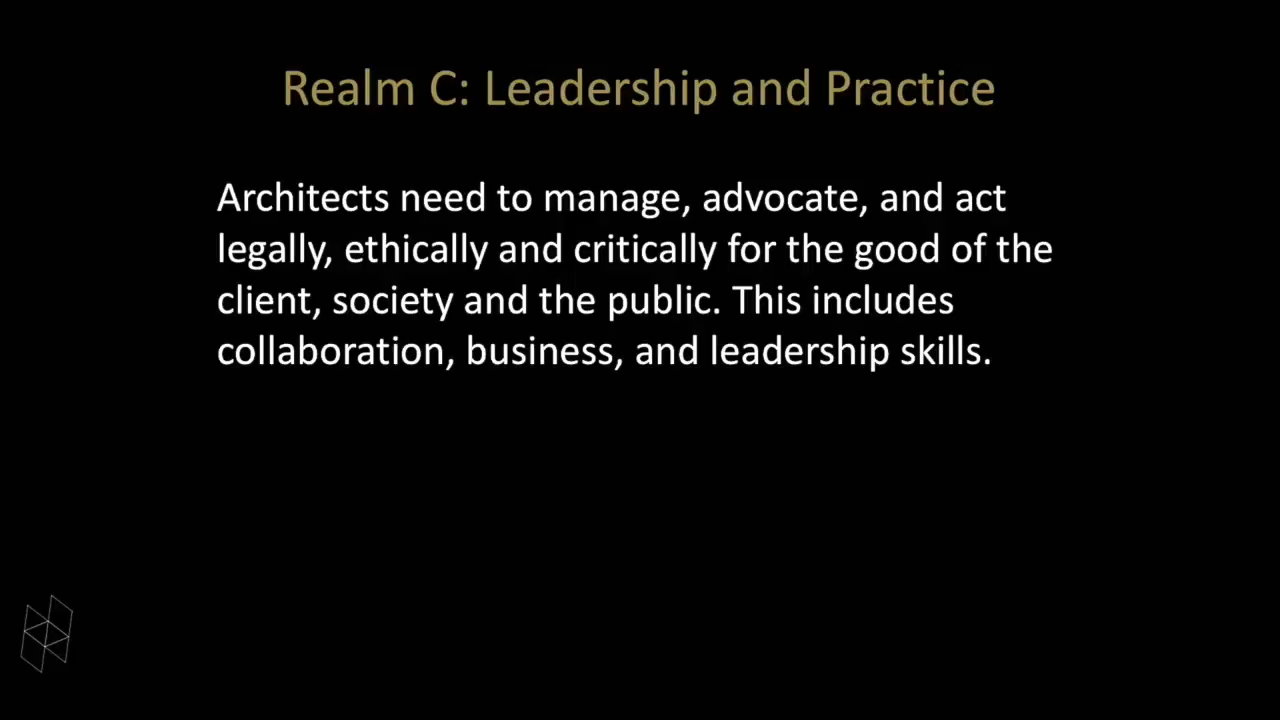 Realm C: Leadership and Practice
Architects need to manage, advocate, and act
legally, ethically and critically for the good of the
client, society and the public. This includes
collaboration, business, and leadership skills.